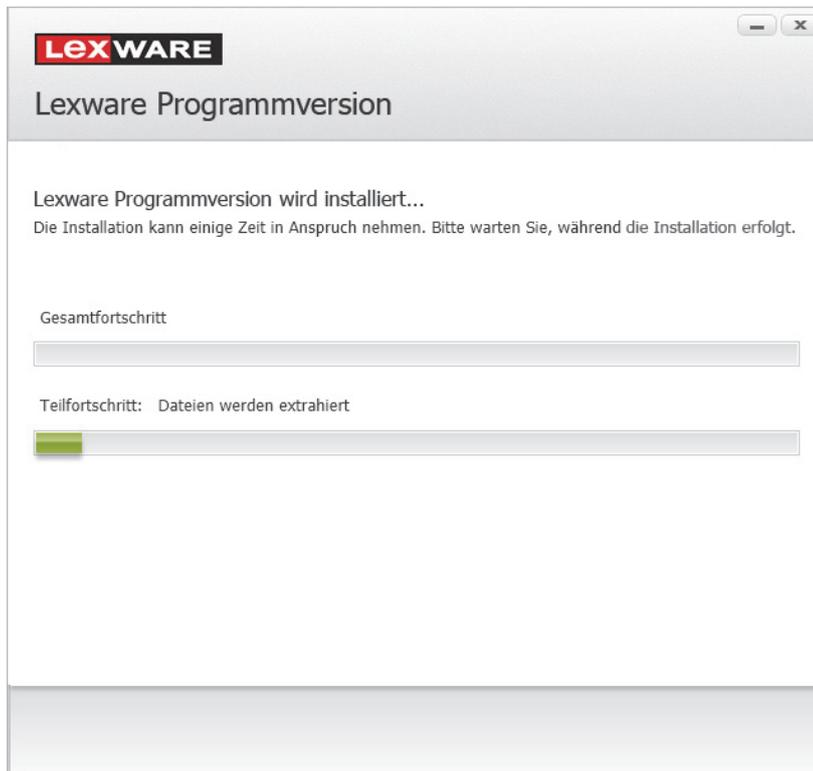 LEXWARE
Lexware Programmversion
Lexware Programmversion wird installiert...
Die Installation kann einige Zeit in Anspruch nehmen. Bitte warten Sie, während die Installation erfolgt.
Gesamtfortschritt
Teilfortschritt: Dateien werden extrahiert